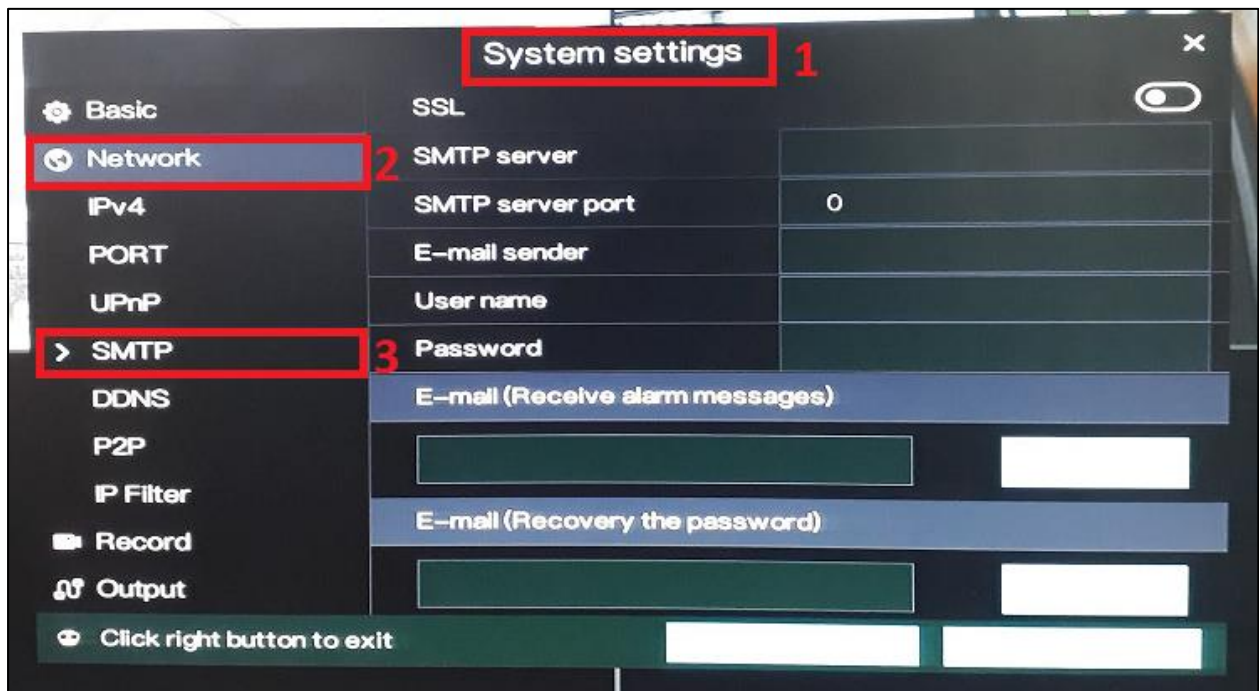 System settings 1
×
Basic
SSL
Network 2
SMTP server
IPv4
SMTP server port 0
PORT
E-mail sender
UPnP
User name
> SMTP 3
Password
DDNS
E-mail (Receive alarm messages)
P2P
IP Filter
E-mail (Recovery the password)
Record
Output
Click right button to exit